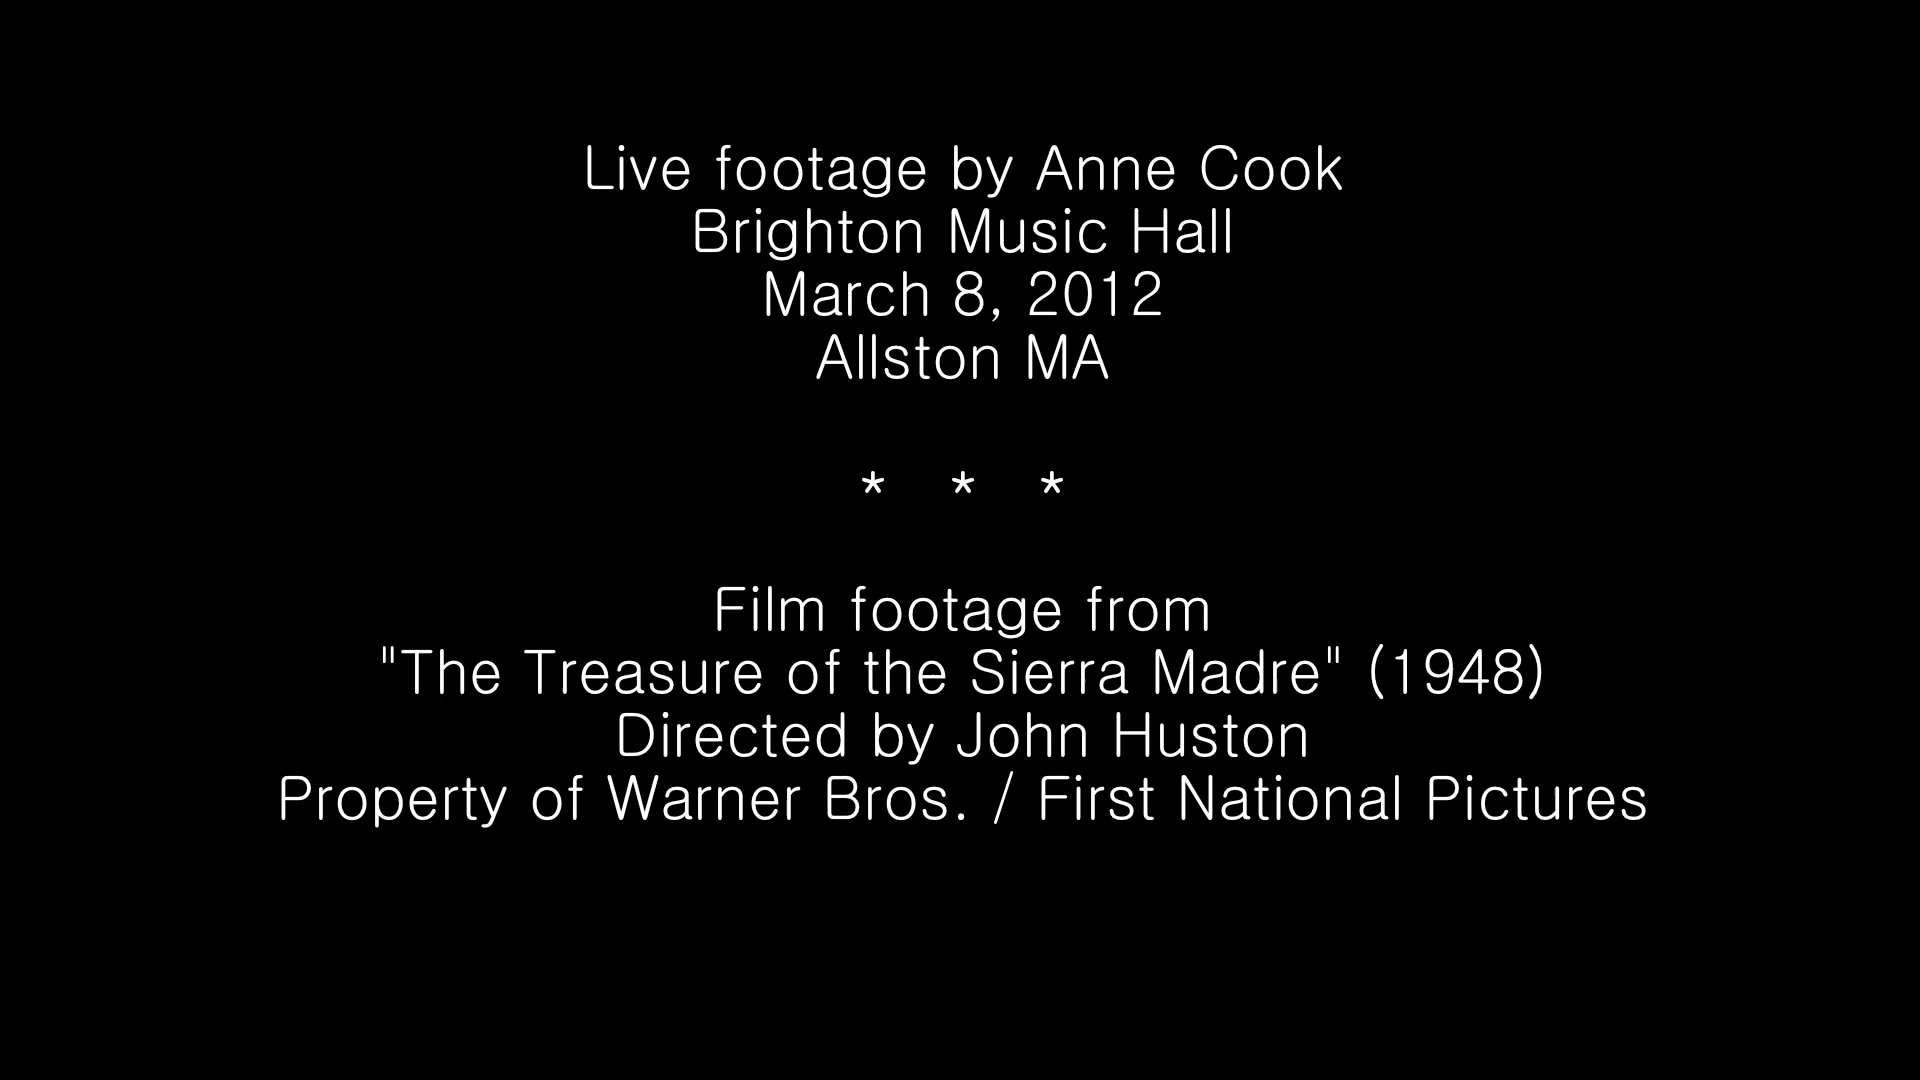 Live footage by Anne Cook
Brighton Music Hall
March 8, 2012
Allston MA
* * *
Film footage from
"The Treasure of the Sierra Madre" (1948)
Directed by John Huston
Property of Warner Bros. / First National Pictures